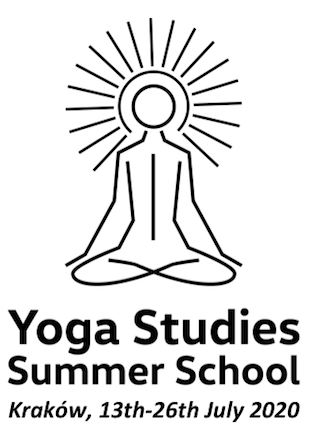 Yoga Studies
Summer School
Kraków, 13th-26th July 2020